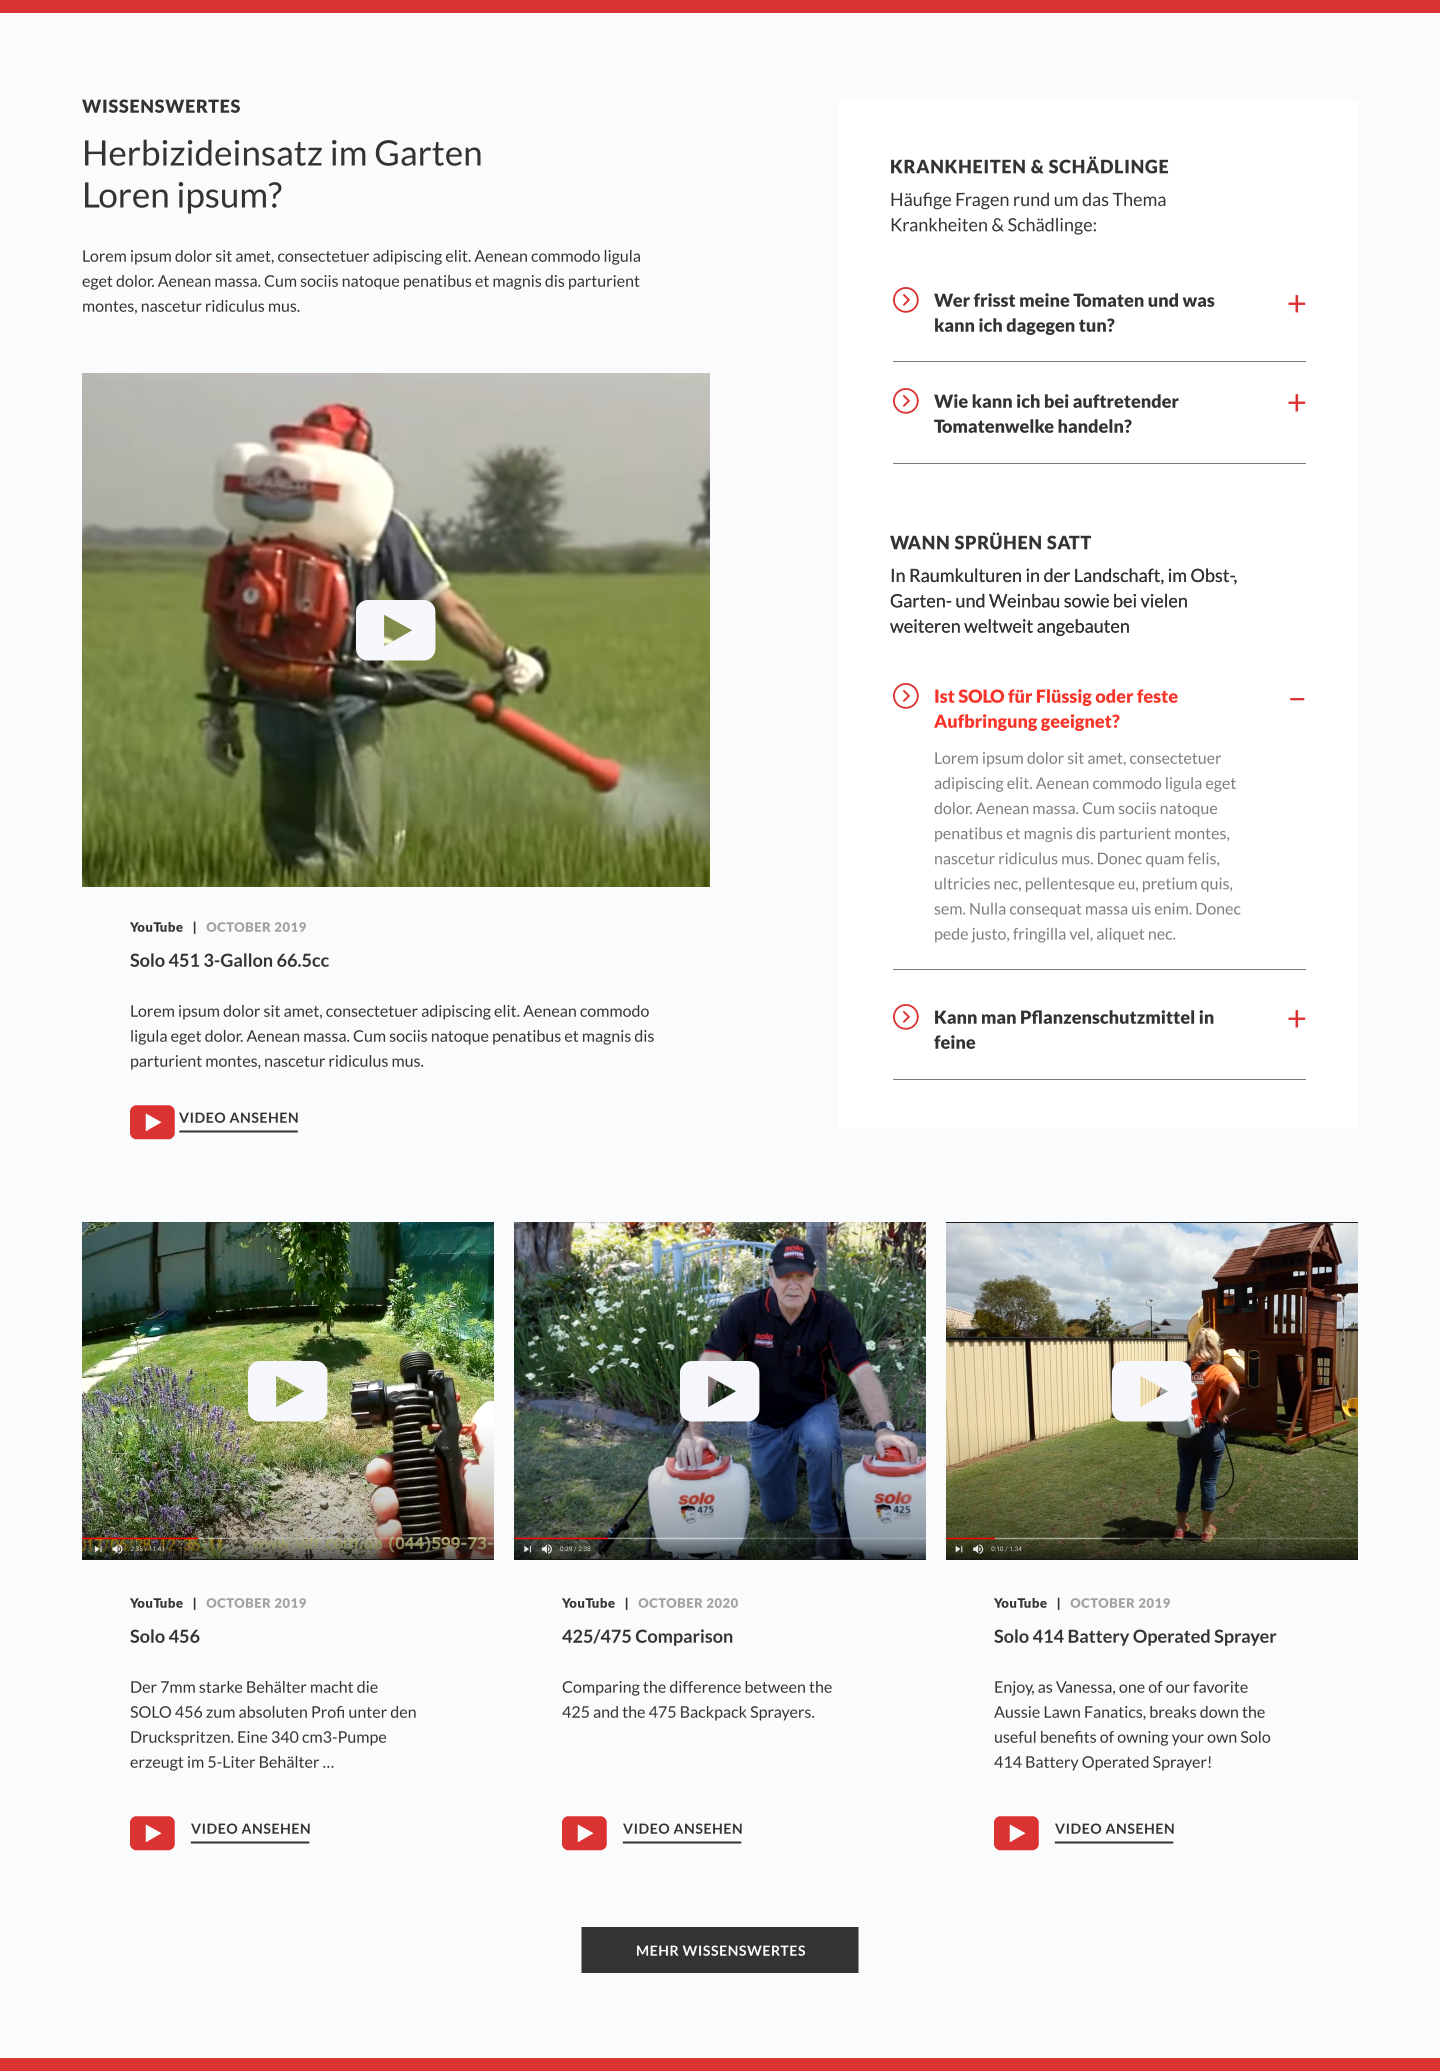 WISSENSWERTES
Herbizideinsatz im Garten
Loren ipsum?
Lorem ipsum dolor sit amet, consectetuer adipiscing elit. Aenean commodo ligula
eget dolor. Aenean massa. Cum sociis natoque penatibus et magnis dis parturient
montes, nascetur ridiculus mus.
YouTube | OCTOBER 2019
Solo 451 3-Gallon 66.5cc
Lorem ipsum dolor sit amet, consectetuer adipiscing elit. Aenean commodo
ligula eget dolor. Aenean massa. Cum sociis natoque penatibus et magnis dis
parturient montes, nascetur ridiculus mus.
VIDEO ANSEHEN
KRANKHEITEN & SCHÄDLINGE
Häufige Fragen rund um das Thema
Krankheiten & Schädlinge:
Wer frisst meine Tomaten und was
kann ich dagegen tun?
Wie kann ich bei auftretender
Tomatenwelke handeln?
WANN SPRÜHEN SATT
In Raumkulturen in der Landschaft, im Obst-,
Garten- und Weinbau sowie bei vielen
weiteren weltweit angebauten
Ist SOLO für Flüssig oder feste
Aufbringung geeignet?
Lorem ipsum dolor sit amet, consectetuer
adipiscing elit. Aenean commodo ligula eget
dolor. Aenean massa. Cum sociis natoque
penatibus et magnis dis parturient montes,
nascetur ridiculus mus. Donec quam felis,
ultricies nec, pellentesque eu, pretium quis,
sem. Nulla consequat massa uis enim. Donec
pede justo, fringilla vel, aliquet nec.
Kann man Pflanzenschutzmittel in
feine
(044)599-73-
solo
solo
solo
475
solo
425
0:29 / 2:38
0:10 / 1:34
YouTube | OCTOBER 2019
Solo 456
Der 7mm starke Behälter macht die
SOLO 456 zum absoluten Profi unter den
Druckspritzen. Eine 340 cm3-Pumpe
erzeugt im 5-Liter Behälter ...
VIDEO ANSEHEN
YouTube | OCTOBER 2020
425/475 Comparison
Comparing the difference between the
425 and the 475 Backpack Sprayers.
VIDEO ANSEHEN
YouTube | OCTOBER 2019
Solo 414 Battery Operated Sprayer
Enjoy, as Vanessa, one of our favorite
Aussie Lawn Fanatics, breaks down the
useful benefits of owning your own Solo
414 Battery Operated Sprayer!
VIDEO ANSEHEN
MEHR WISSENSWERTES